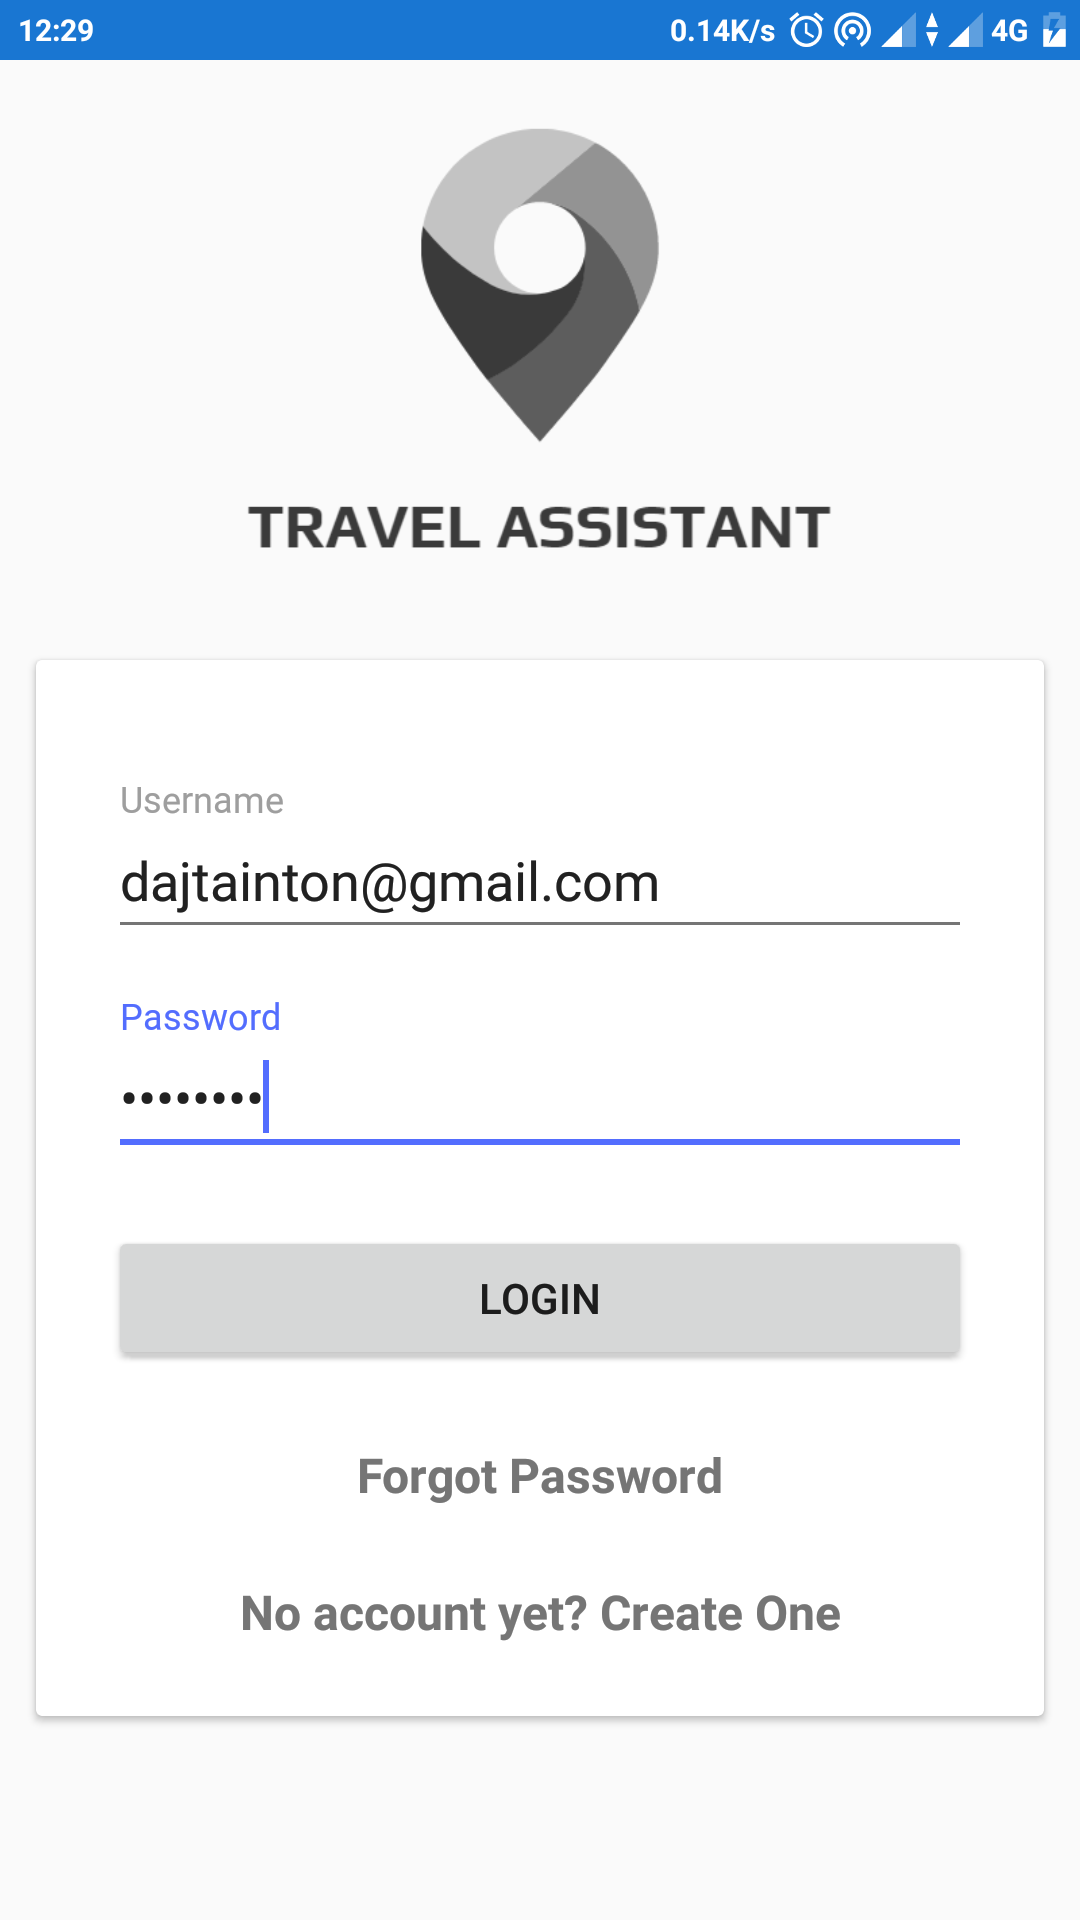 12:29 0.14K/s 4G
TRAVEL ASSISTANT
Username
dajtainton@gmail.com
Password
••••••••
LOGIN
Forgot Password
No account yet? Create One